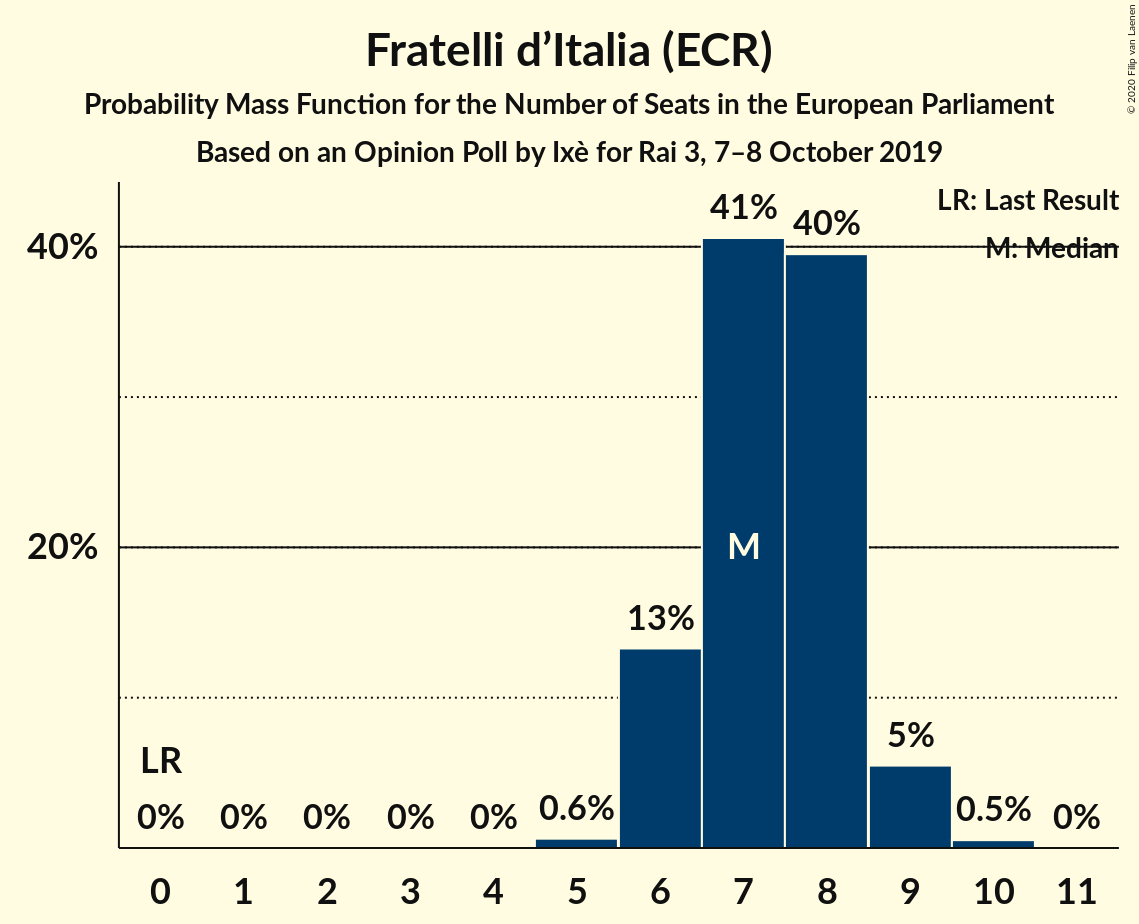 Fratelli d’Italia (ECR)
Probability Mass Function for the Number of Seats in the European Parliament
Based on an Opinion Poll by Ixè for Rai 3, 7–8 October 2019
© 2020 Filip van Laenen
LR: Last Result
M: Median
41%
40%
40%
20%
M
13%
5%
LR
0%
0%
0%
0%
0%
0.6%
0.5%
0%
0 1 2 3 4 5 6 7 8 9 10 11